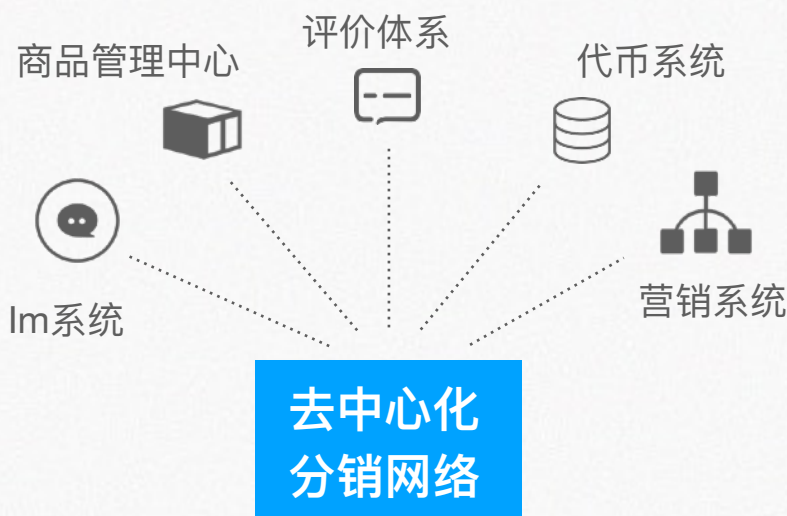 评价体系
商品管理中心
代币系统
Im系统
营销系统
去中心化
分销网络